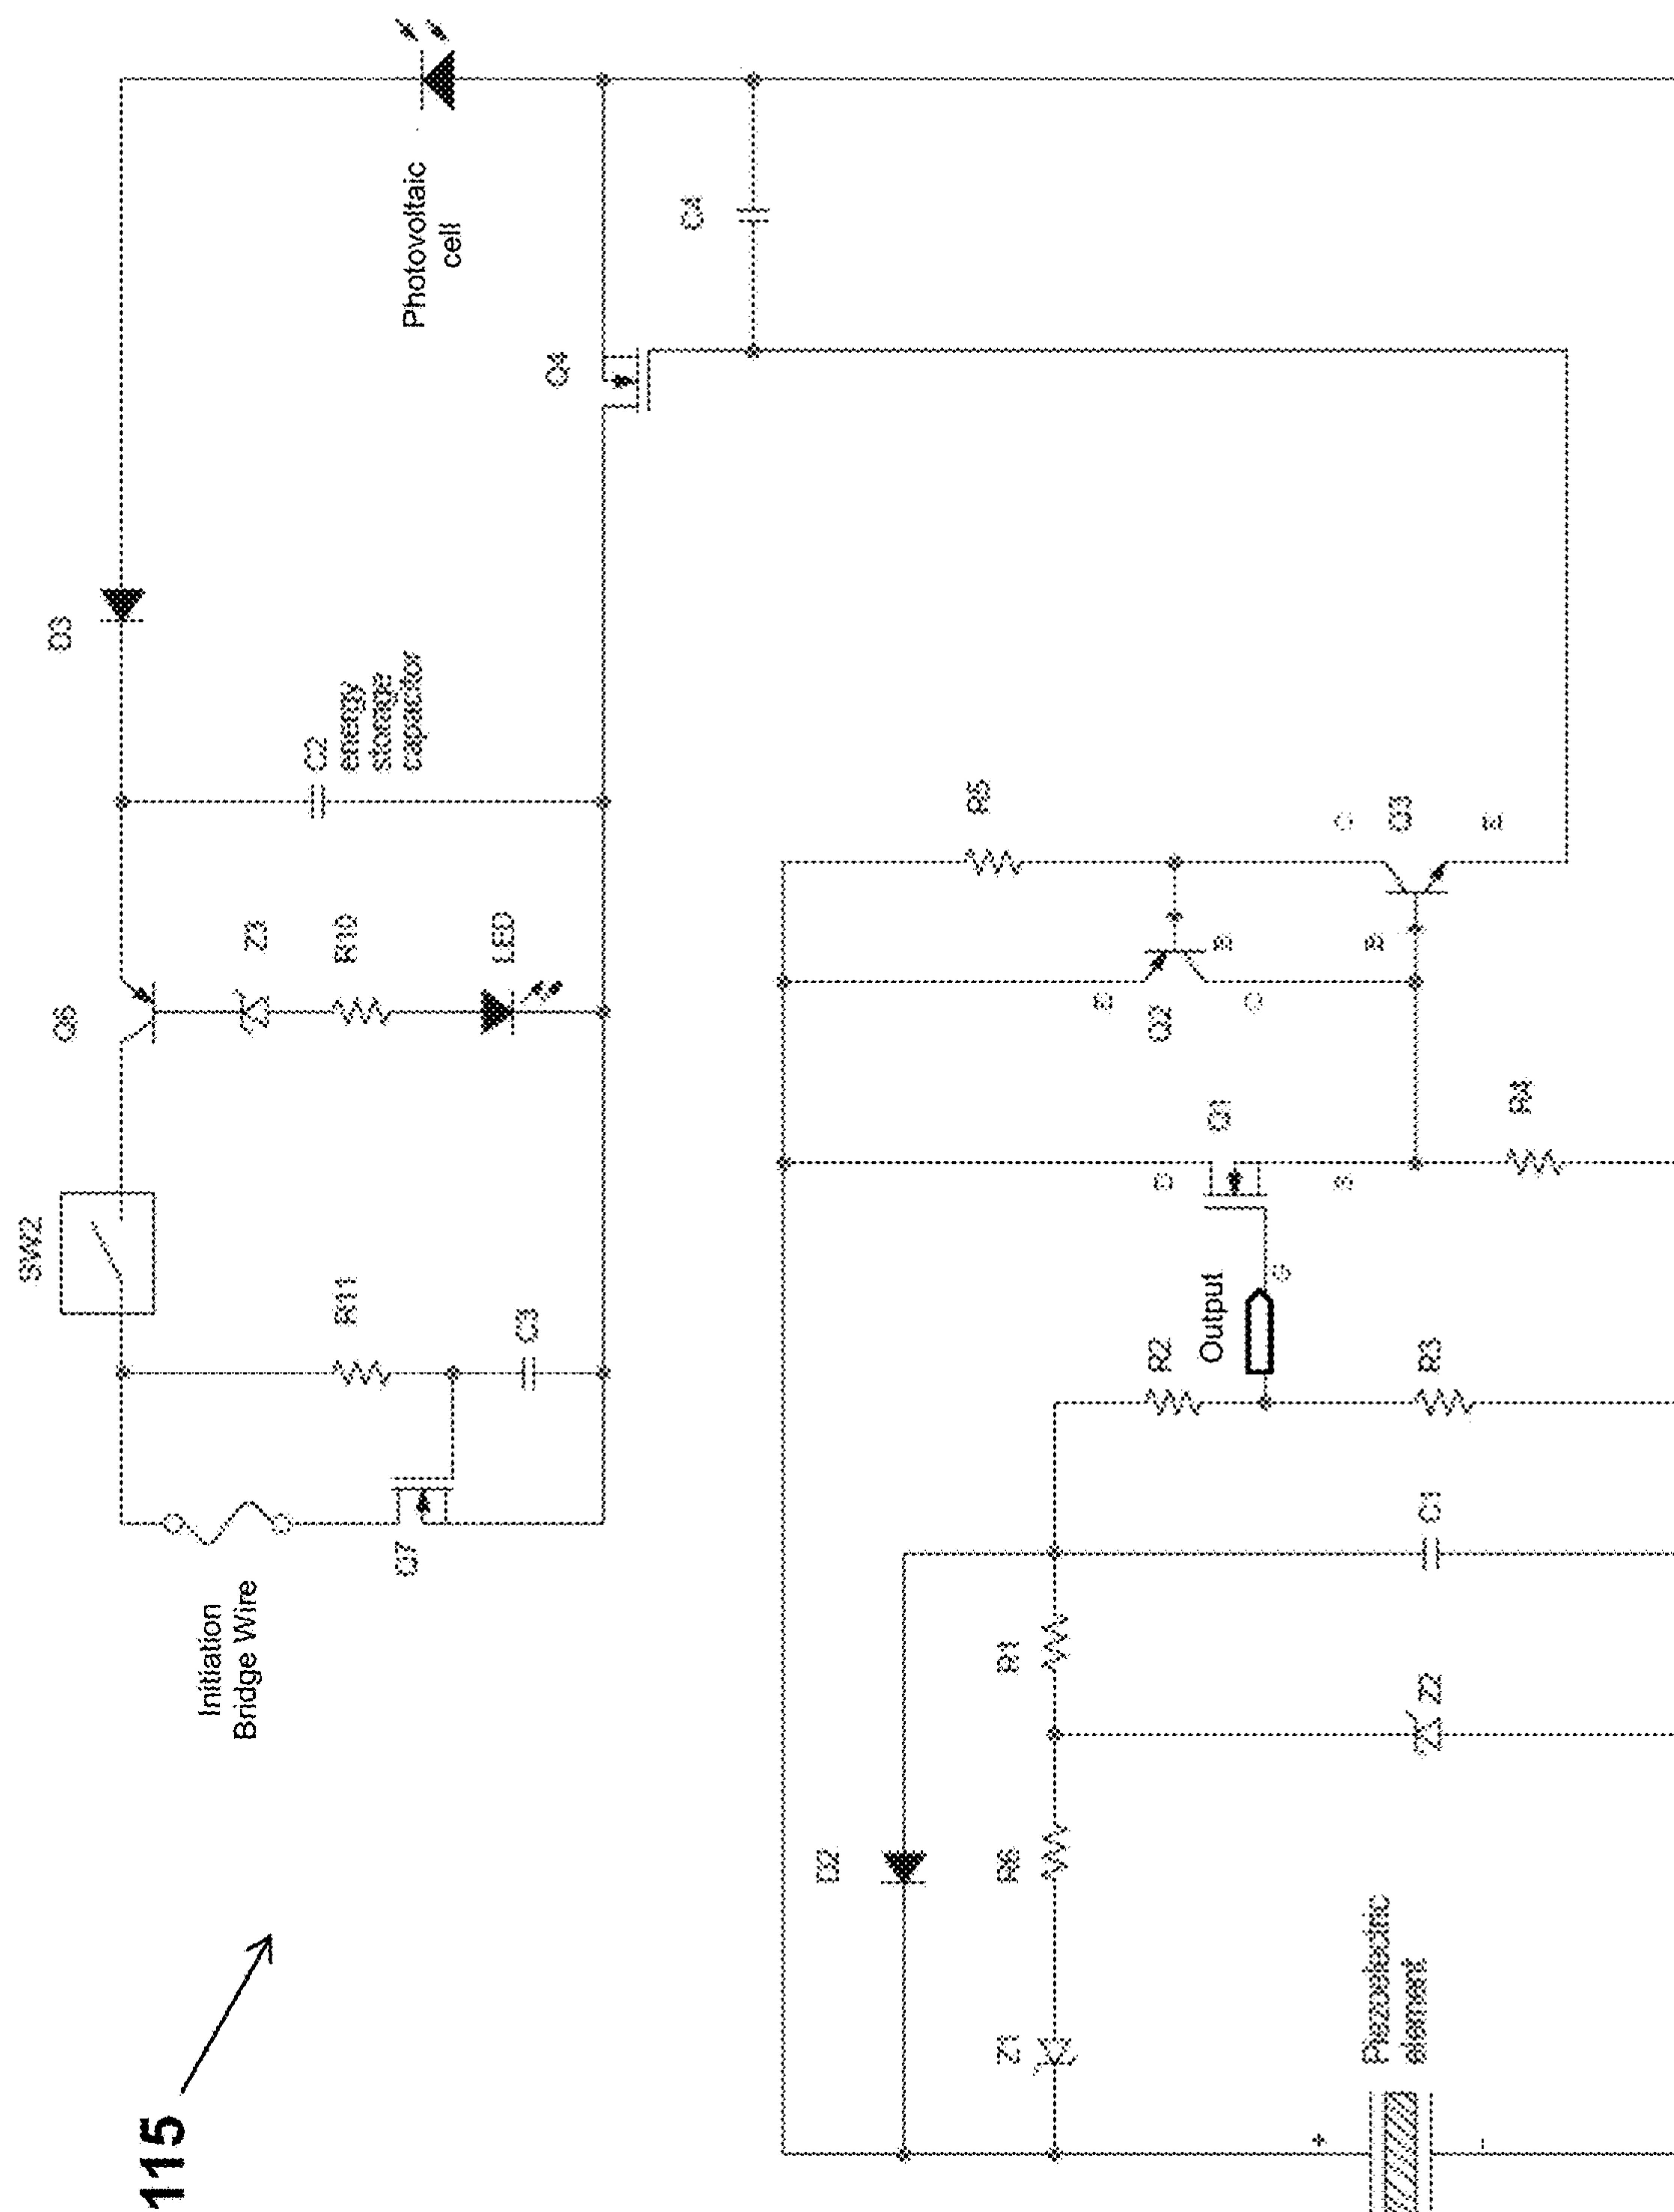 115
Initiation
Bridge Wire
SW2
Q6
D3
Q7
R11
C3
Z3
R10
LED
C2
energy
storage
capacitor
Q4
Photovoltaic
cell
C4
D2
Z1
R6
R1
Piezoelectric
element
+
-
Z2
C1
R2
Output
R3
G
D
Q1
S
R4
E
Q2
C
B
R5
B
C
Q3
E